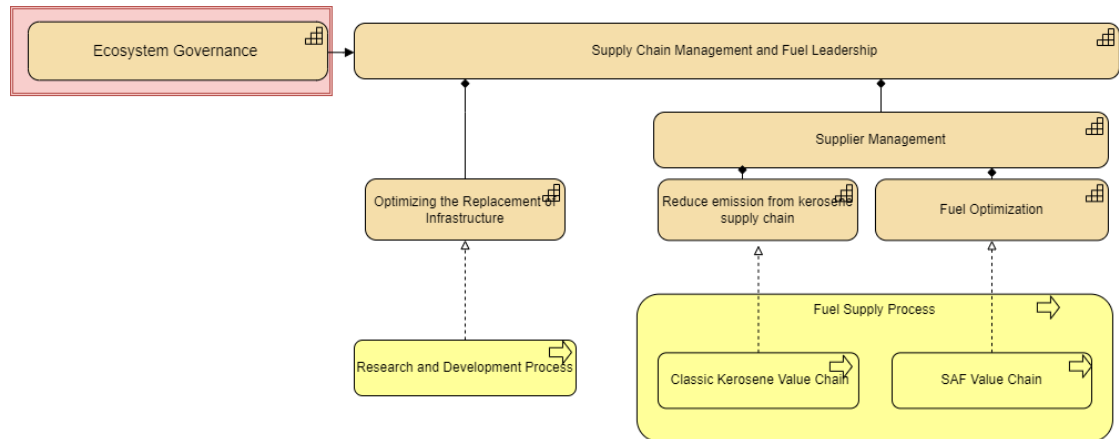 Ecosystem Governance
Supply Chain Management and Fuel Leadership
Supplier Management
Optimizing the Replacement of
Infrastructure
Reduce emission from kerosene
supply chain
Fuel Optimization
Fuel Supply Process
Research and Development Process
Classic Kerosene Value Chain
SAF Value Chain